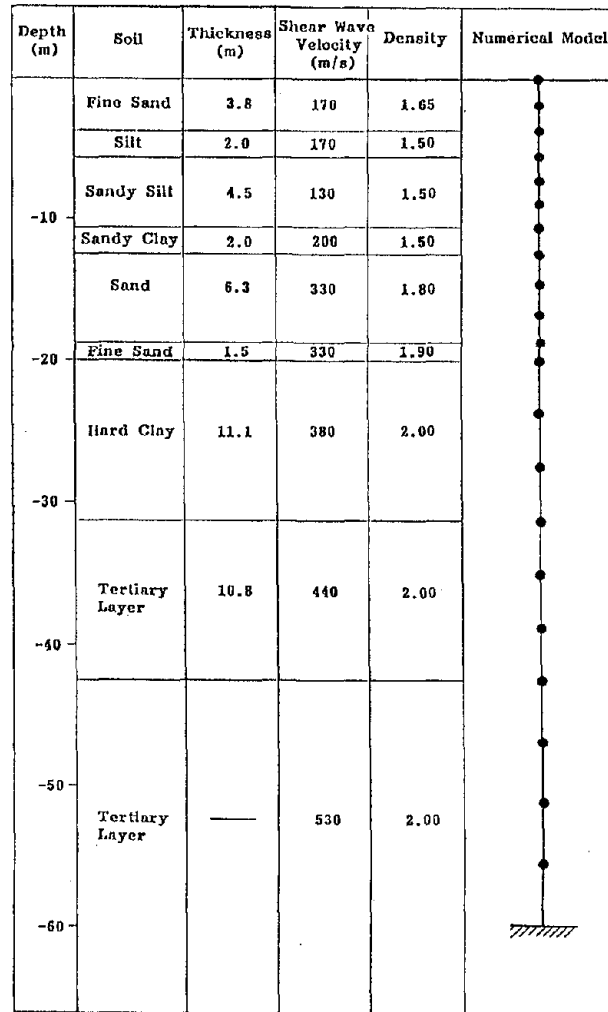 Depth (m) Soil Thickness (m) Shear Wave Velocity (m/s) Density Numerical Model
Fine Sand 3.8 170 1.65
Silt 2.0 170 1.50
Sandy Silt 4.5 130 1.50
-10
Sandy Clay 2.0 200 1.50
Sand 6.3 330 1.80
Fine Sand 1.5 330 1.90
-20
Hard Clay 11.1 380 2.00
-30
Tertiary Layer 10.8 440 2.00
-40
-50
Tertiary Layer — 530 2.00
-60